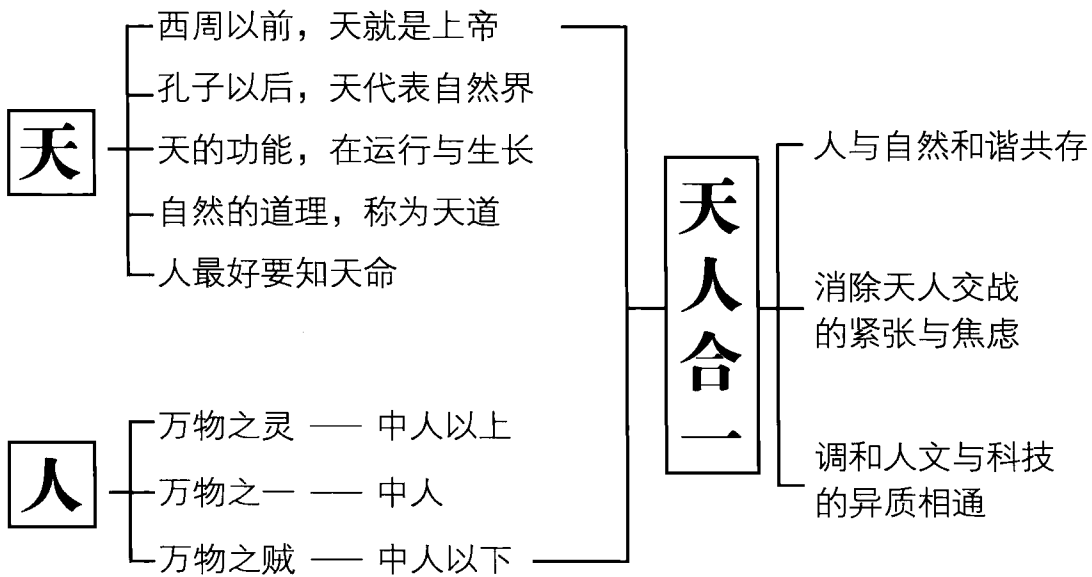 天
西周以前，天就是上帝
孔子以后，天代表自然界
天的功能，在运行与生长
自然的道理，称为天道
人最好要知天命
人
万物之灵 —— 中人以上
万物之一 —— 中人
万物之贼 —— 中人以下
天人合一
人与自然和谐共存
消除天人交战
的紧张与焦虑
调和人文与科技
的异质相通